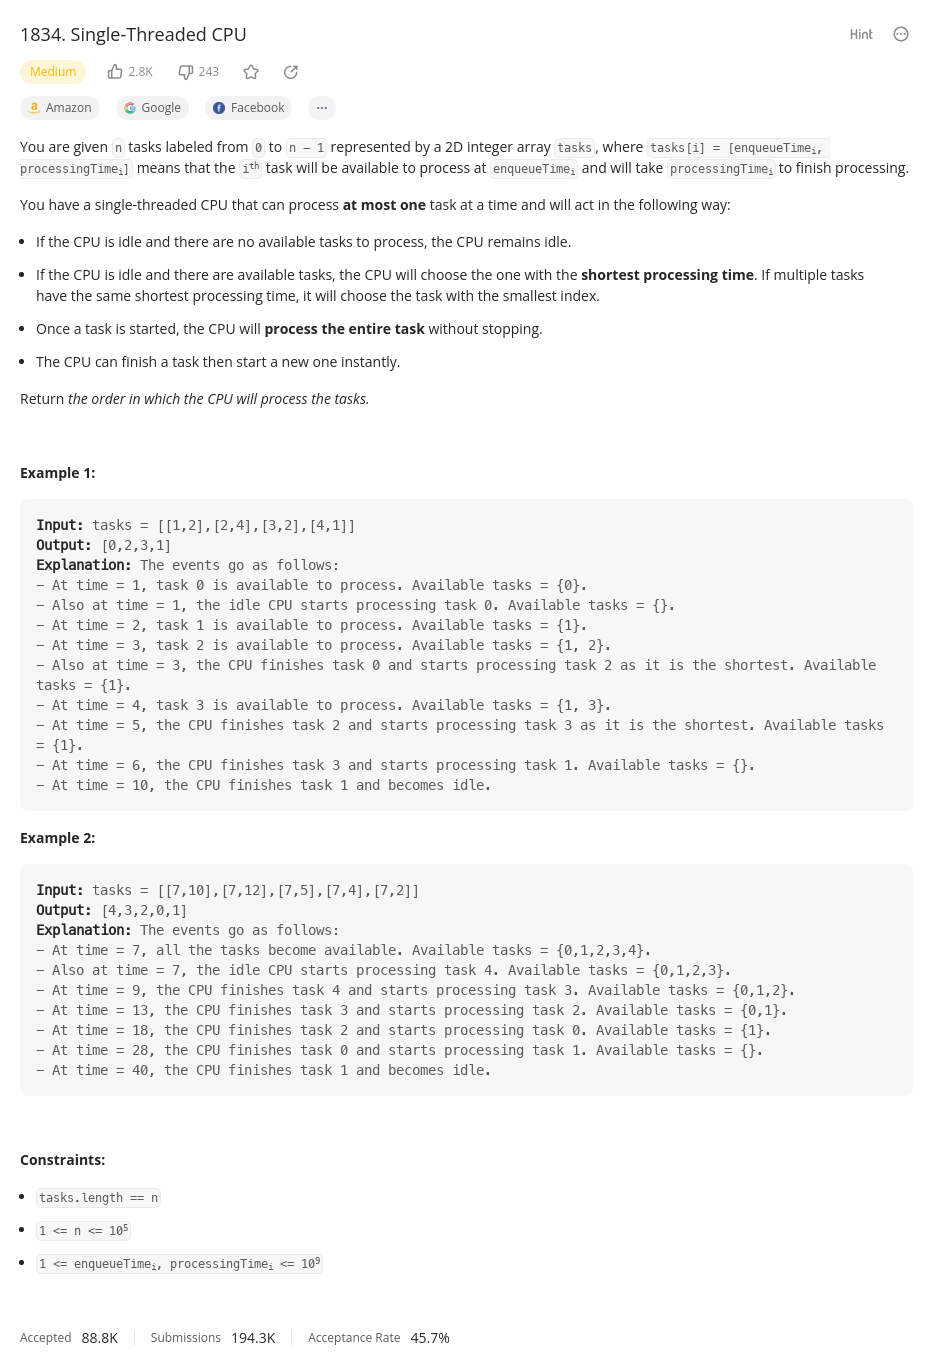 1834. Single-Threaded CPU
Hint
Medium
2.8K
243
Amazon
Google
Facebook
...
You are given n tasks labeled from 0 to n - 1 represented by a 2D integer array tasks, where tasks[i] = [enqueueTimeᵢ,
processingTimeᵢ] means that the iᵗʰ task will be available to process at enqueueTimeᵢ and will take processingTimeᵢ to finish processing.
You have a single-threaded CPU that can process at most one task at a time and will act in the following way:
• If the CPU is idle and there are no available tasks to process, the CPU remains idle.
• If the CPU is idle and there are available tasks, the CPU will choose the one with the shortest processing time. If multiple tasks
have the same shortest processing time, it will choose the task with the smallest index.
• Once a task is started, the CPU will process the entire task without stopping.
• The CPU can finish a task then start a new one instantly.
Return the order in which the CPU will process the tasks.
Example 1:
Input: tasks = [[1,2],[2,4],[3,2],[4,1]]
Output: [0,2,3,1]
Explanation: The events go as follows:
- At time = 1, task 0 is available to process. Available tasks = {0}.
- Also at time = 1, the idle CPU starts processing task 0. Available tasks = {}.
- At time = 2, task 1 is available to process. Available tasks = {1}.
- At time = 3, task 2 is available to process. Available tasks = {1, 2}.
- Also at time = 3, the CPU finishes task 0 and starts processing task 2 as it is the shortest. Available
tasks = {1}.
- At time = 4, task 3 is available to process. Available tasks = {1, 3}.
- At time = 5, the CPU finishes task 2 and starts processing task 3 as it is the shortest. Available tasks
= {1}.
- At time = 6, the CPU finishes task 3 and starts processing task 1. Available tasks = {}.
- At time = 10, the CPU finishes task 1 and becomes idle.
Example 2:
Input: tasks = [[7,10],[7,12],[7,5],[7,4],[7,2]]
Output: [4,3,2,0,1]
Explanation: The events go as follows:
- At time = 7, all the tasks become available. Available tasks = {0,1,2,3,4}.
- Also at time = 7, the idle CPU starts processing task 4. Available tasks = {0,1,2,3}.
- At time = 9, the CPU finishes task 4 and starts processing task 3. Available tasks = {0,1,2}.
- At time = 13, the CPU finishes task 3 and starts processing task 2. Available tasks = {0,1}.
- At time = 18, the CPU finishes task 2 and starts processing task 0. Available tasks = {1}.
- At time = 28, the CPU finishes task 0 and starts processing task 1. Available tasks = {}.
- At time = 40, the CPU finishes task 1 and becomes idle.
Constraints:
• tasks.length == n
• 1 <= n <= 10⁵
• 1 <= enqueueTimeᵢ, processingTimeᵢ <= 10⁹
Accepted 88.8K Submissions 194.3K Acceptance Rate 45.7%